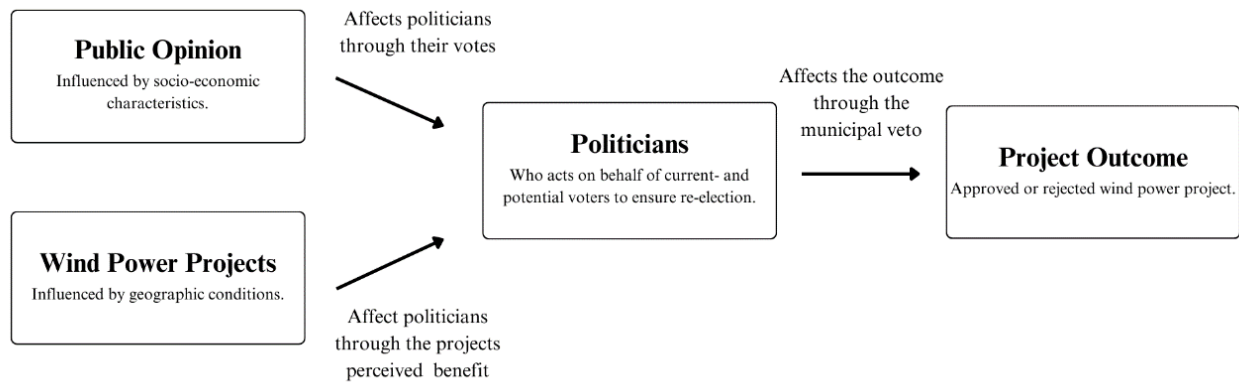 Public Opinion
Influenced by socio-economic
characteristics.
Affects politicians
through their votes
Wind Power Projects
Influenced by geographic conditions.
Affect politicians
through the projects
perceived benefit
Politicians
Who acts on behalf of current- and
potential voters to ensure re-election.
Affects the outcome
through the
municipal veto
Project Outcome
Approved or rejected wind power project.